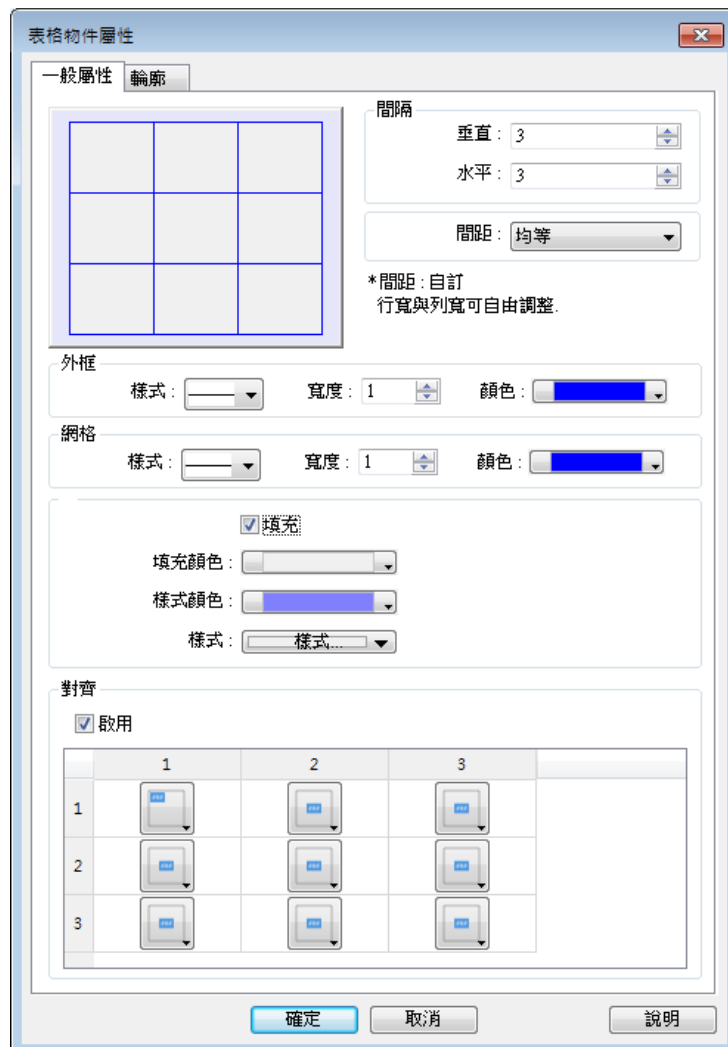 表格物件屬性
一般屬性 輪廓
間隔
垂直 : 3
水平 : 3
間距 : 均等
*間距 : 自訂
行寬與列寬可自由調整.
外框
樣式 : 寬度 : 1 顏色 :
網格
樣式 : 寬度 : 1 顏色 :
填充
填充顏色 :
樣式顏色 :
樣式 : 樣式...
對齊
啟用
1 2 3
1
2
3
確定 取消 說明